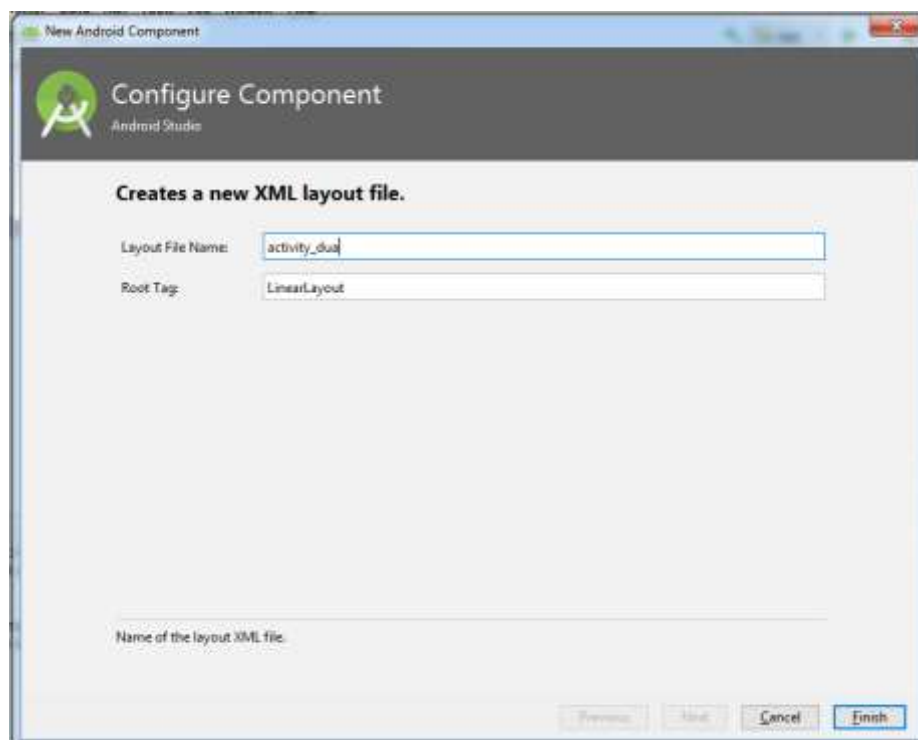 New Android Component
Configure Component
Android Studio
Creates a new XML layout file.
Layout File Name: activity_dua
Root Tag: LinearLayout
Name of the layout XML file.
Previous Next Cancel Finish